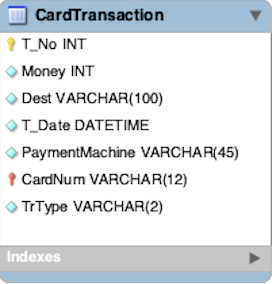 CardTransaction
T_No INT
Money INT
Dest VARCHAR(100)
T_Date DATETIME
PaymentMachine VARCHAR(45)
CardNum VARCHAR(12)
TrType VARCHAR(2)
Indexes